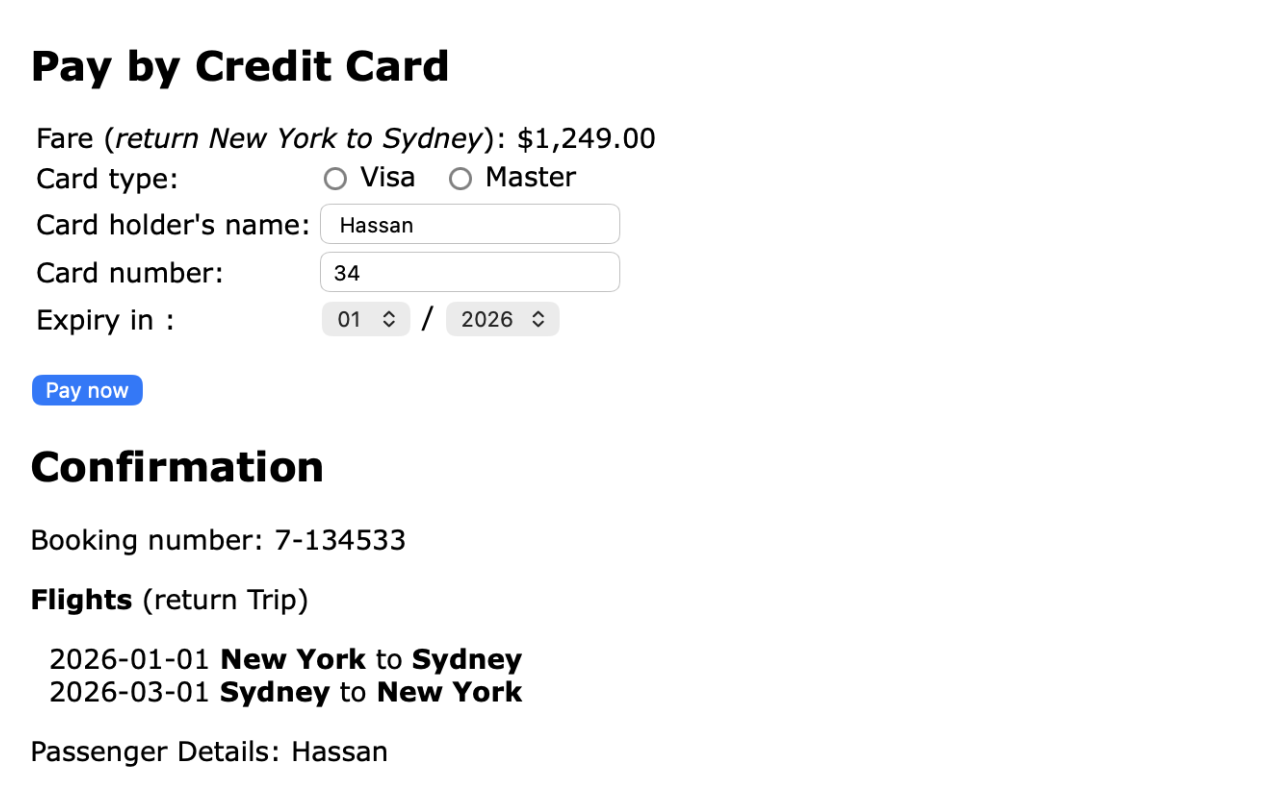 Pay by Credit Card
Fare (return New York to Sydney): $1,249.00
Card type: Visa Master
Card holder's name: Hassan
Card number: 34
Expiry in : 01 / 2026
Pay now
Confirmation
Booking number: 7-134533
Flights (return Trip)
2026-01-01 New York to Sydney
2026-03-01 Sydney to New York
Passenger Details: Hassan